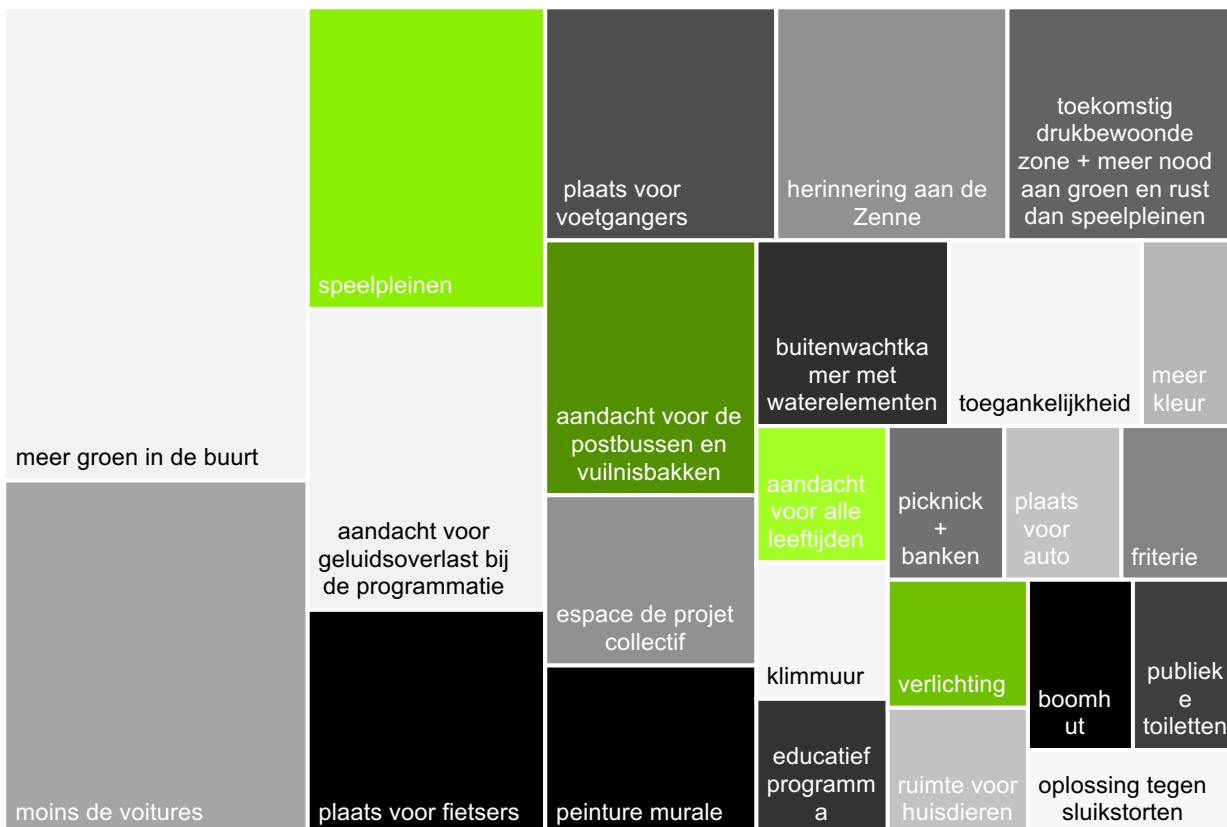 meer groen in de buurt
moins de voitures
speelpleinen
aandacht voor
geluidsoverlast bij
de programmatie
plaats voor fietsers
plaats voor
voetgangers
herinnering aan de
Zenne
toekomstig
drukbewoonde
zone + meer nood
aan groen en rust
dan speelpleinen
aandacht voor de
postbussen en
vuilnisbakken
espace de projet
collectif
peinture murale
buitenwachtka
mer met
waterelementen
toegankelijkheid
meer
kleur
aandacht
voor alle
leeftijden
klimmuur
educatief
programm
a
picknick
+
banken
plaats
voor
auto
friterie
verlichting
ruimte voor
huisdieren
boomh
ut
publiek
e
toiletten
oplossing tegen
sluikstorten